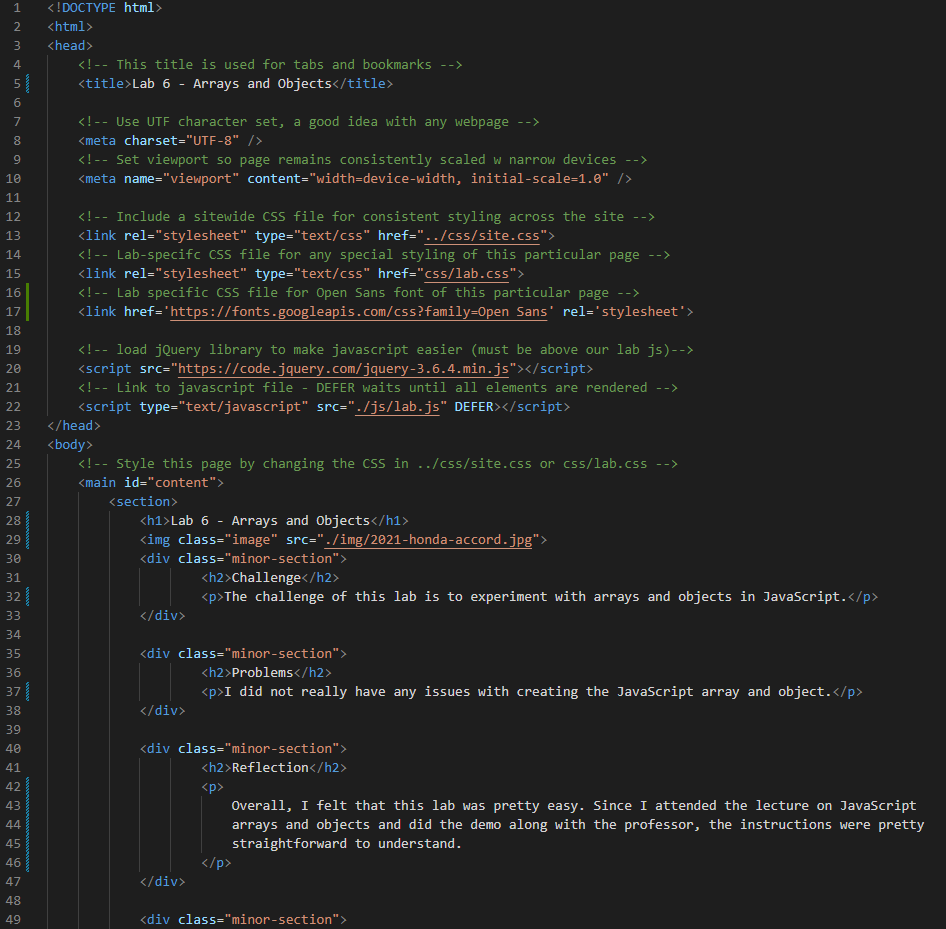 1 <!DOCTYPE html>
2 <html>
3 <head>
4 <!-- This title is used for tabs and bookmarks -->
5 <title>Lab 6 - Arrays and Objects</title>
6
7 <!-- Use UTF character set, a good idea with any webpage -->
8 <meta charset="UTF-8" />
9 <!-- Set viewport so page remains consistently scaled w narrow devices -->
10 <meta name="viewport" content="width=device-width, initial-scale=1.0" />
11
12 <!-- Include a sitewide CSS file for consistent styling across the site -->
13 <link rel="stylesheet" type="text/css" href="../css/site.css">
14 <!-- Lab-specifc CSS file for any special styling of this particular page -->
15 <link rel="stylesheet" type="text/css" href="css/lab.css">
16 <!-- Lab specific CSS file for Open Sans font of this particular page -->
17 <link href='https://fonts.googleapis.com/css?family=Open Sans' rel='stylesheet'>
18
19 <!-- load jQuery library to make javascript easier (must be above our lab js)-->
20 <script src="https://code.jquery.com/jquery-3.6.4.min.js"></script>
21 <!-- Link to javascript file - DEFER waits until all elements are rendered -->
22 <script type="text/javascript" src="./js/lab.js" DEFER></script>
23 </head>
24 <body>
25 <!-- Style this page by changing the CSS in ../css/site.css or css/lab.css -->
26 <main id="content">
27 <section>
28 <h1>Lab 6 - Arrays and Objects</h1>
29 <img class="image" src="./img/2021-honda-accord.jpg">
30 <div class="minor-section">
31 <h2>Challenge</h2>
32 <p>The challenge of this lab is to experiment with arrays and objects in JavaScript.</p>
33 </div>
34
35 <div class="minor-section">
36 <h2>Problems</h2>
37 <p>I did not really have any issues with creating the JavaScript array and object.</p>
38 </div>
39
40 <div class="minor-section">
41 <h2>Reflection</h2>
42 <p>
43 Overall, I felt that this lab was pretty easy. Since I attended the lecture on JavaScript
44 arrays and objects and did the demo along with the professor, the instructions were pretty
45 straightforward to understand.
46 </p>
47 </div>
48
49 <div class="minor-section">